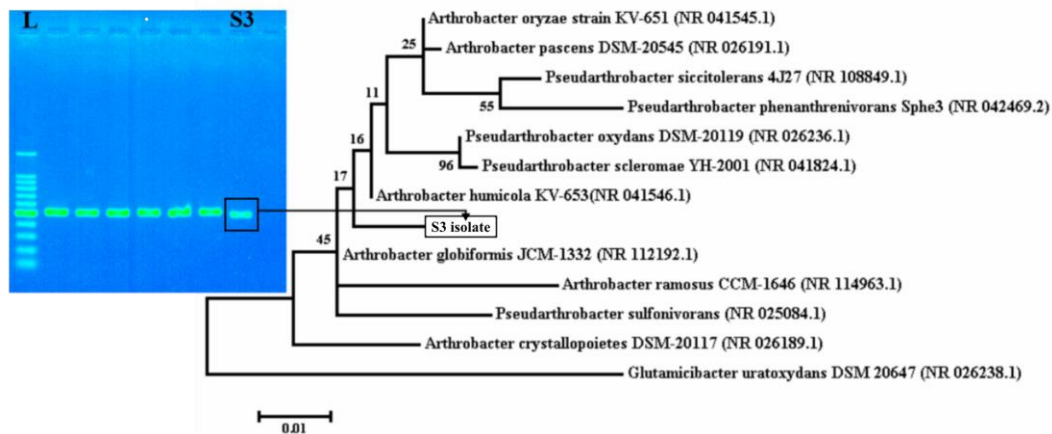 L S3
Arthrobacter oryzae strain KV-651 (NR 041545.1)
25
Arthrobacter pascens DSM-20545 (NR 026191.1)
Pseudarthrobacter siccitolerans 4J27 (NR 108849.1)
11
55
Pseudarthrobacter phenanthrenivorans Sphe3 (NR 042469.2)
16
Pseudarthrobacter oxydans DSM-20119 (NR 026236.1)
96
Pseudarthrobacter scleromae YH-2001 (NR 041824.1)
17
Arthrobacter humicola KV-653(NR 041546.1)
S3 isolate
45
Arthrobacter globiformis JCM-1332 (NR 112192.1)
Arthrobacter ramosus CCM-1646 (NR 114963.1)
Pseudarthrobacter sulfonivorans (NR 025084.1)
Arthrobacter crystallopoietes DSM-20117 (NR 026189.1)
Glutamicibacter uratoxydans DSM 20647 (NR 026238.1)
0.01